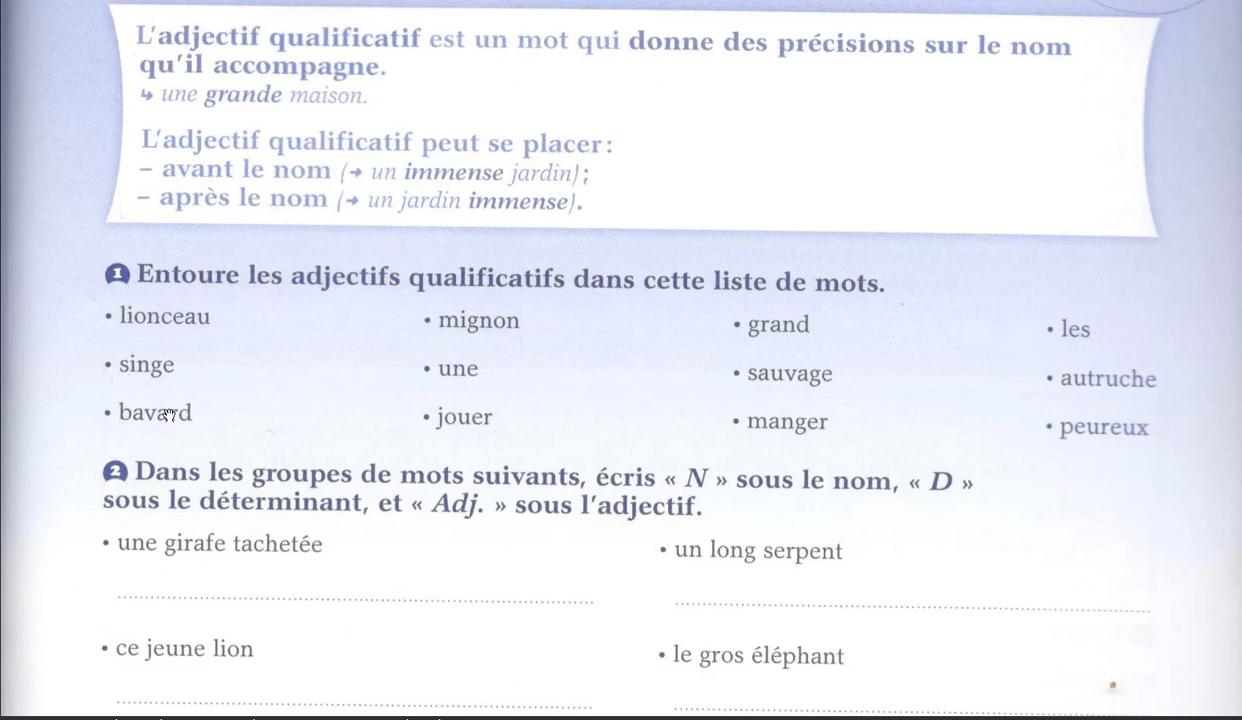 L'adjectif qualificatif est un mot qui donne des précisions sur le nom
qu'il accompagne.
↳ une grande maison.
L'adjectif qualificatif peut se placer :
– avant le nom (→ un immense jardin) ;
– après le nom (→ un jardin immense).
1 Entoure les adjectifs qualificatifs dans cette liste de mots.
• lionceau • mignon • grand • les
• singe • une • sauvage • autruche
• bavard • jouer • manger • peureux
2 Dans les groupes de mots suivants, écris « N » sous le nom, « D »
sous le déterminant, et « Adj. » sous l'adjectif.
• une girafe tachetée • un long serpent
• ce jeune lion • le gros éléphant